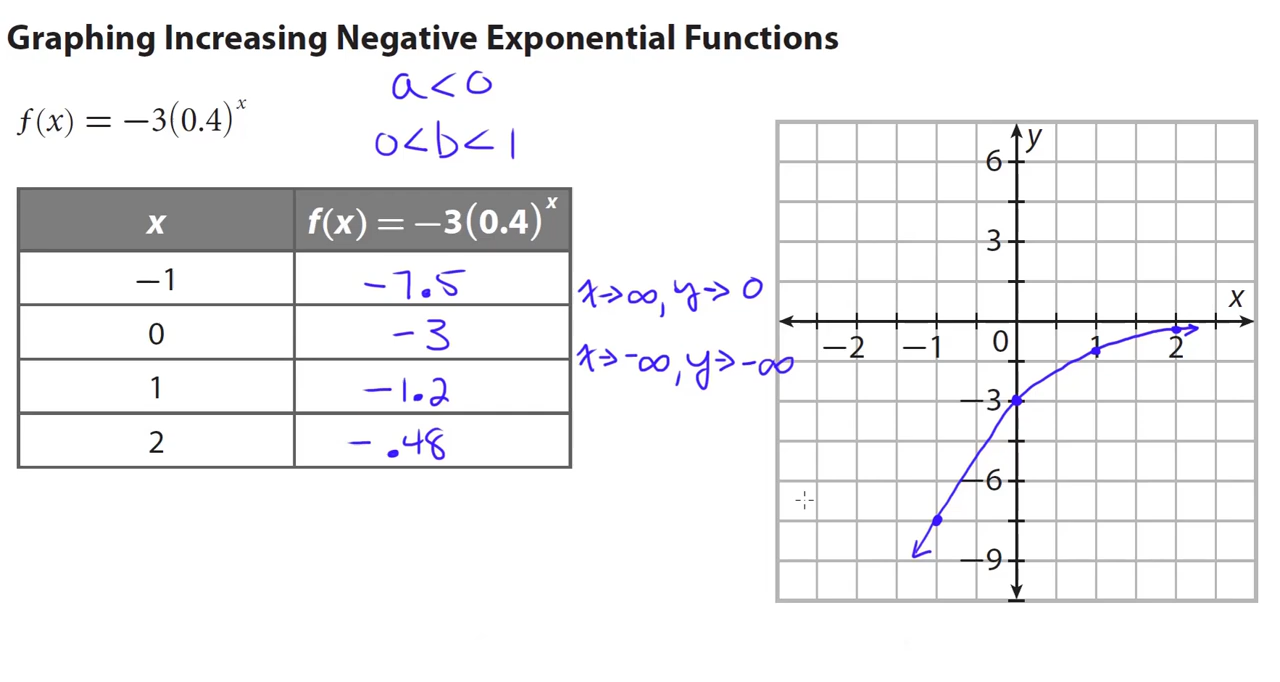 Graphing Increasing Negative Exponential Functions
a < 0
f(x) = −3(0.4)^x
0 < b < 1
x f(x) = −3(0.4)^x
−1 −7.5
0 −3
1 −1.2
2 −.48
x→∞, y→0
x→−∞, y→−∞
y
6
3
x
−2 −1 0 1 2
−3
−6
−9